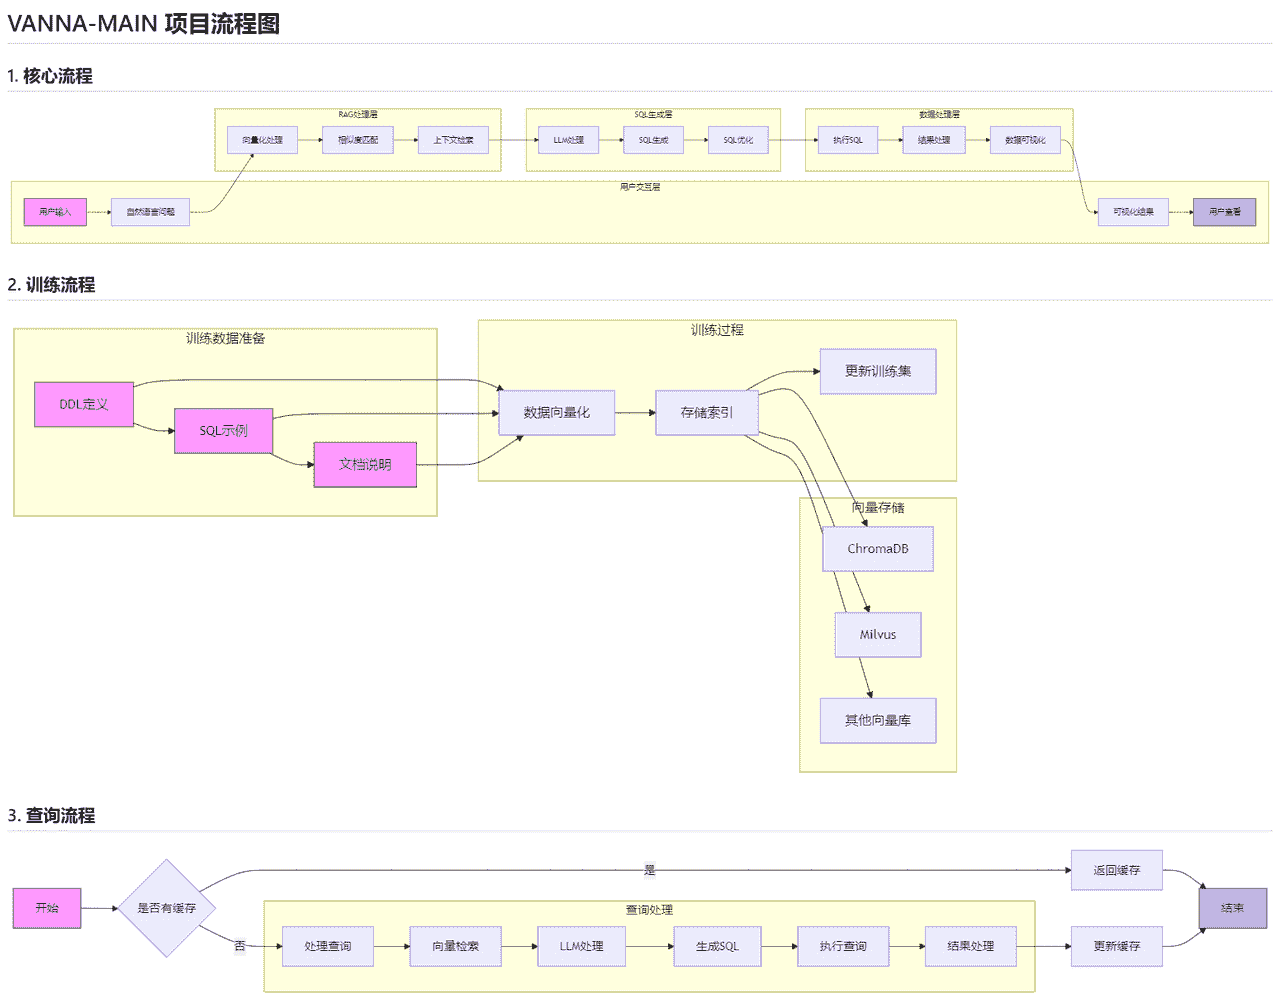 VANNA-MAIN 项目流程图
1. 核心流程
RAG处理层
SQL生成层
数据处理层
向量化处理
相似度匹配
上下文检索
LLM处理
SQL生成
SQL优化
执行SQL
结果处理
数据可视化
用户交互层
用户输入
自然语言问题
可视化结果
用户查看
2. 训练流程
训练数据准备
训练过程
DDL定义
SQL示例
文档说明
数据向量化
存储索引
更新训练集
向量存储
ChromaDB
Milvus
其他向量库
3. 查询流程
是
返回缓存
开始
是否有缓存
结束
查询处理
否
处理查询
向量检索
LLM处理
生成SQL
执行查询
结果处理
更新缓存